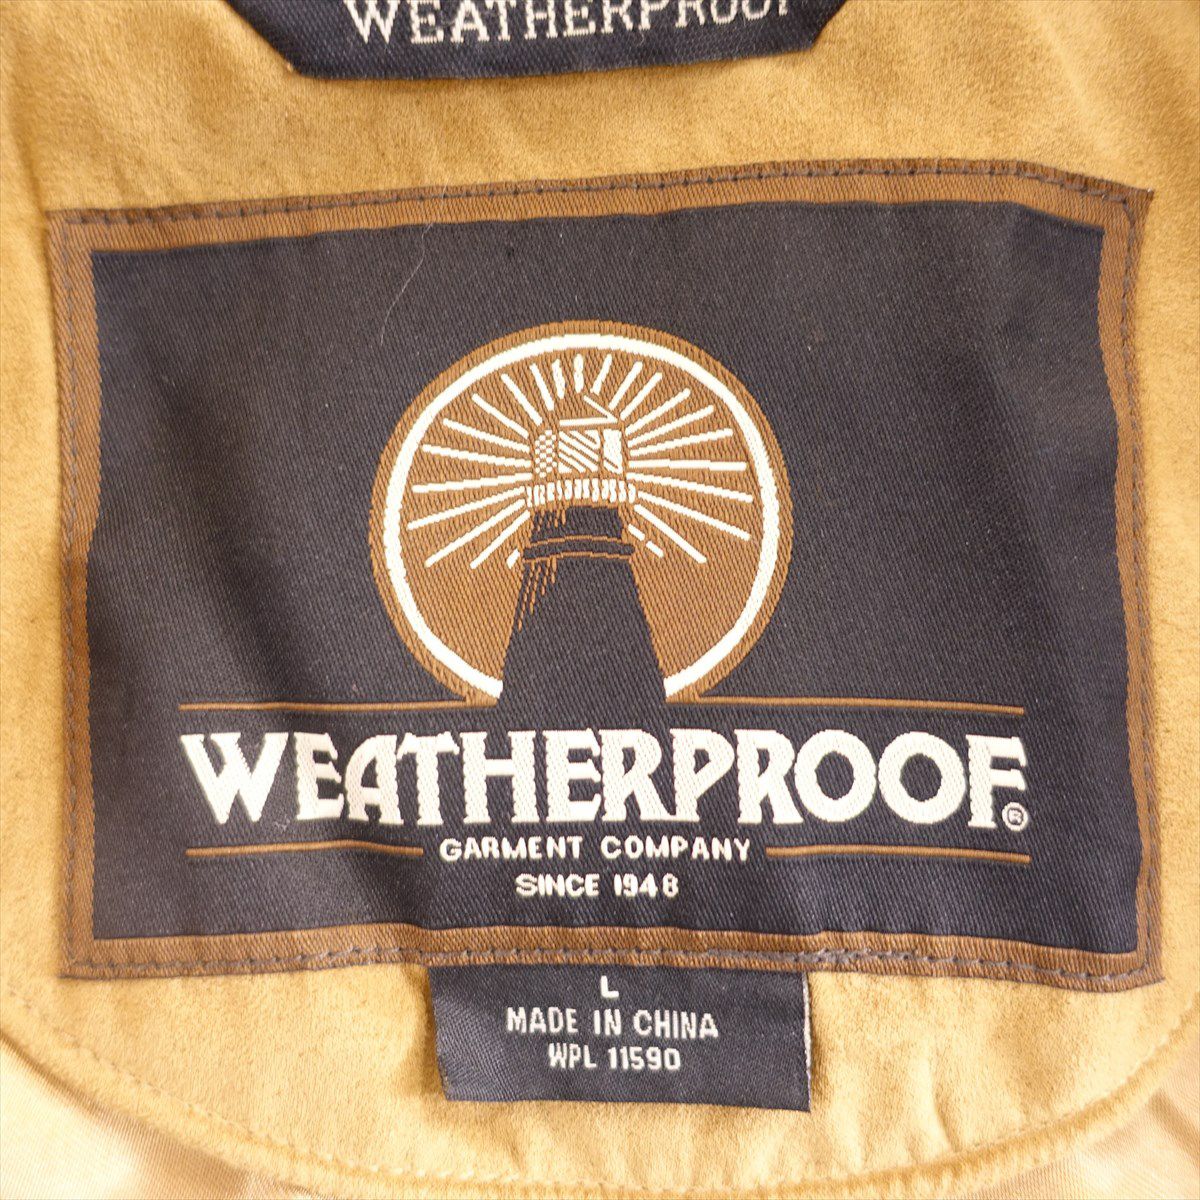 WEATHERPROOF
WEATHERPROOF®
GARMENT COMPANY
SINCE 1948
L
MADE IN CHINA
WPL 11590